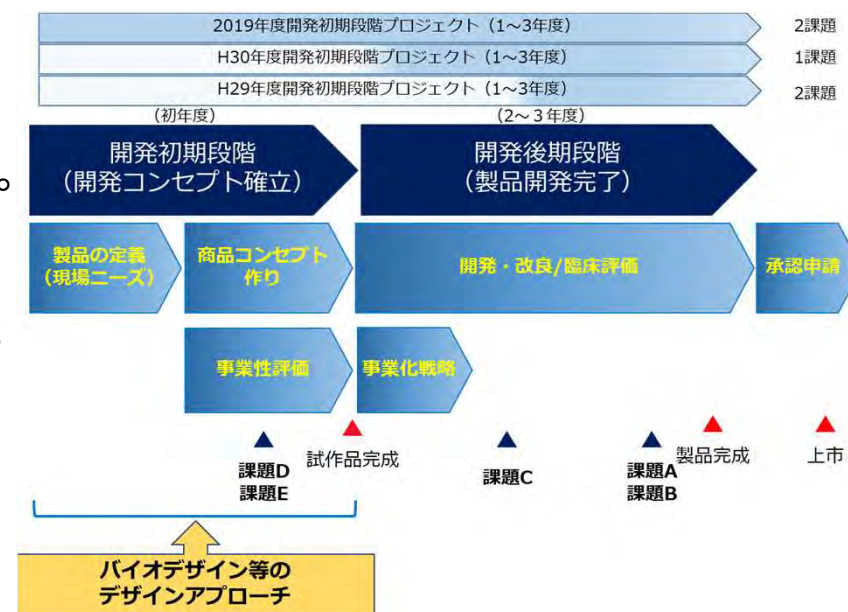 2019年度開発初期段階プロジェクト（1～3年度）
2課題
H30年度開発初期段階プロジェクト（1～3年度）
1課題
H29年度開発初期段階プロジェクト（1～3年度）
2課題
（初年度）
（2～３年度）
開発初期段階
（開発コンセプト確立）
開発後期段階
（製品開発完了）
製品の定義
（現場ニーズ）
商品コンセプト
作り
開発・改良/臨床評価
承認申請
事業性評価
事業化戦略
試作品完成
製品完成
上市
課題D
課題E
課題C
課題A
課題B
バイオデザイン等の
デザインアプローチ